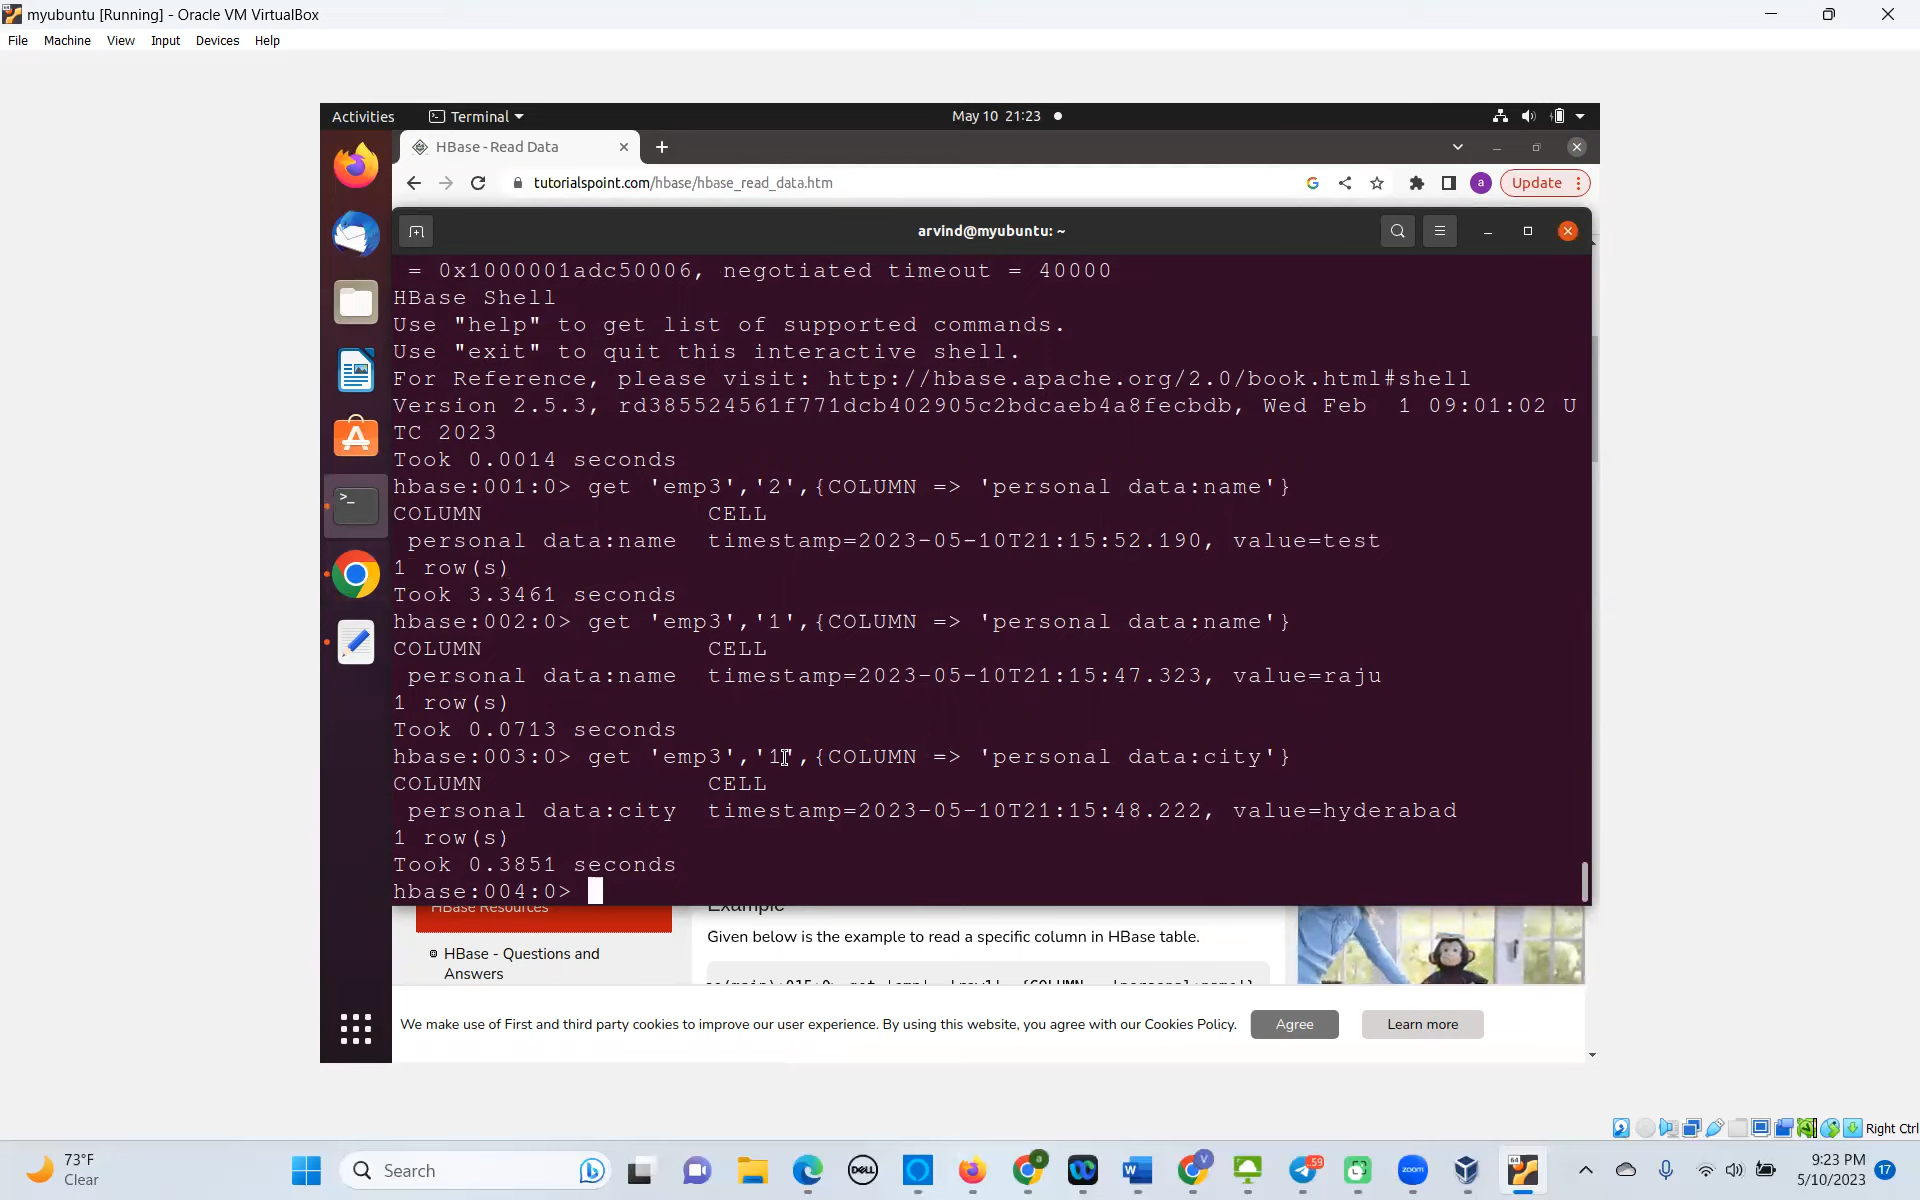 myubuntu [Running] - Oracle VM VirtualBox
File Machine View Input Devices Help
Activities Terminal May 10 21:23
HBase - Read Data
tutorialspoint.com/hbase/hbase_read_data.htm a Update
arvind@myubuntu: ~
= 0x1000001adc50006, negotiated timeout = 40000
HBase Shell
Use "help" to get list of supported commands.
Use "exit" to quit this interactive shell.
For Reference, please visit: http://hbase.apache.org/2.0/book.html#shell
Version 2.5.3, rd385524561f771dcb402905c2bdcaeb4a8fecbdb, Wed Feb  1 09:01:02 U
TC 2023
Took 0.0014 seconds
hbase:001:0> get 'emp3','2',{COLUMN => 'personal data:name'}
COLUMN CELL
personal data:name timestamp=2023-05-10T21:15:52.190, value=test
1 row(s)
Took 3.3461 seconds
hbase:002:0> get 'emp3','1',{COLUMN => 'personal data:name'}
COLUMN CELL
personal data:name timestamp=2023-05-10T21:15:47.323, value=raju
1 row(s)
Took 0.0713 seconds
hbase:003:0> get 'emp3','1',{COLUMN => 'personal data:city'}
COLUMN CELL
personal data:city timestamp=2023-05-10T21:15:48.222, value=hyderabad
1 row(s)
Took 0.3851 seconds
hbase:004:0>
HBase Resources
Example
HBase - Questions and
Answers
Given below is the example to read a specific column in HBase table.
We make use of First and third party cookies to improve our user experience. By using this website, you agree with our Cookies Policy. Agree Learn more
Right Ctrl
73°F
Clear
Search
DELL
59
zoom
9:23 PM
5/10/2023
17